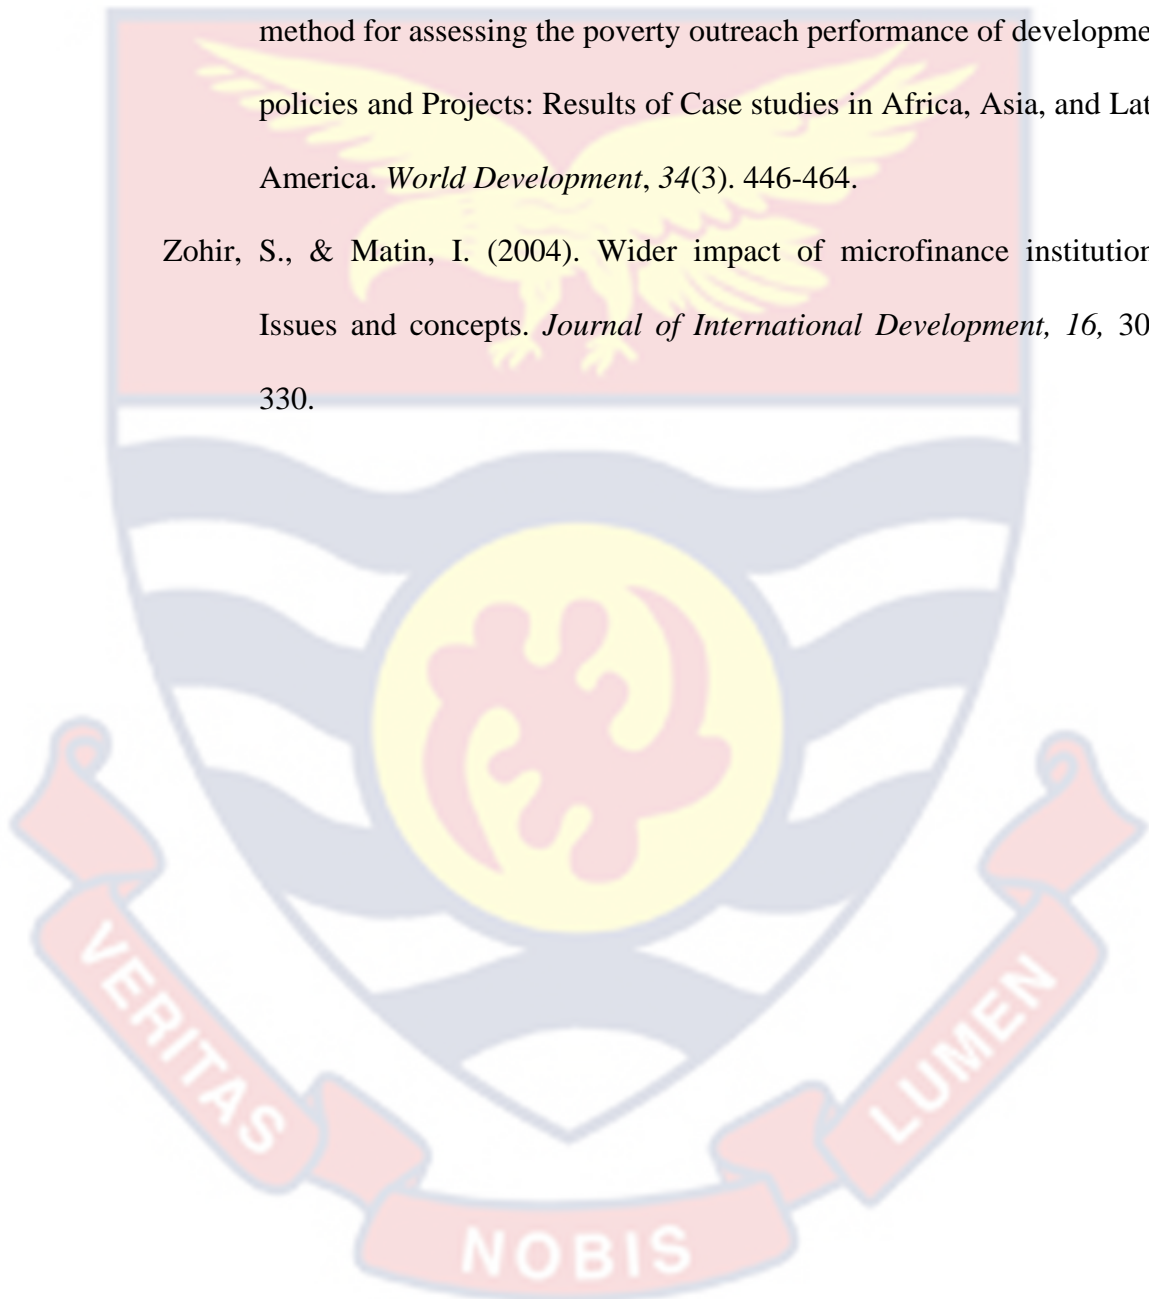 method for assessing the poverty outreach performance of developme
policies and Projects: Results of Case studies in Africa, Asia, and Lat
America. World Development, 34(3). 446-464.
Zohir, S., & Matin, I. (2004). Wider impact of microfinance institution
Issues and concepts. Journal of International Development, 16, 30
330.
VERITAS
NOBIS
LUMEN